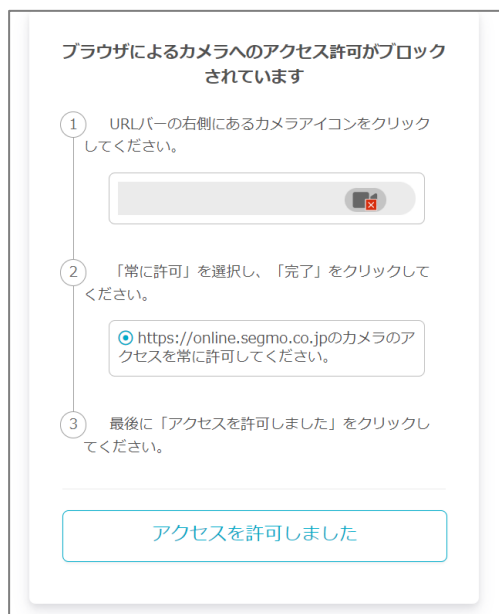 ブラウザによるカメラへのアクセス許可がブロック
されています
1 URLバーの右側にあるカメラアイコンをクリック
してください。
2 「常に許可」を選択し、「完了」をクリックして
ください。
https://online.segmo.co.jpのカメラのア
クセスを常に許可してください。
3 最後に「アクセスを許可しました」をクリックし
てください。
アクセスを許可しました